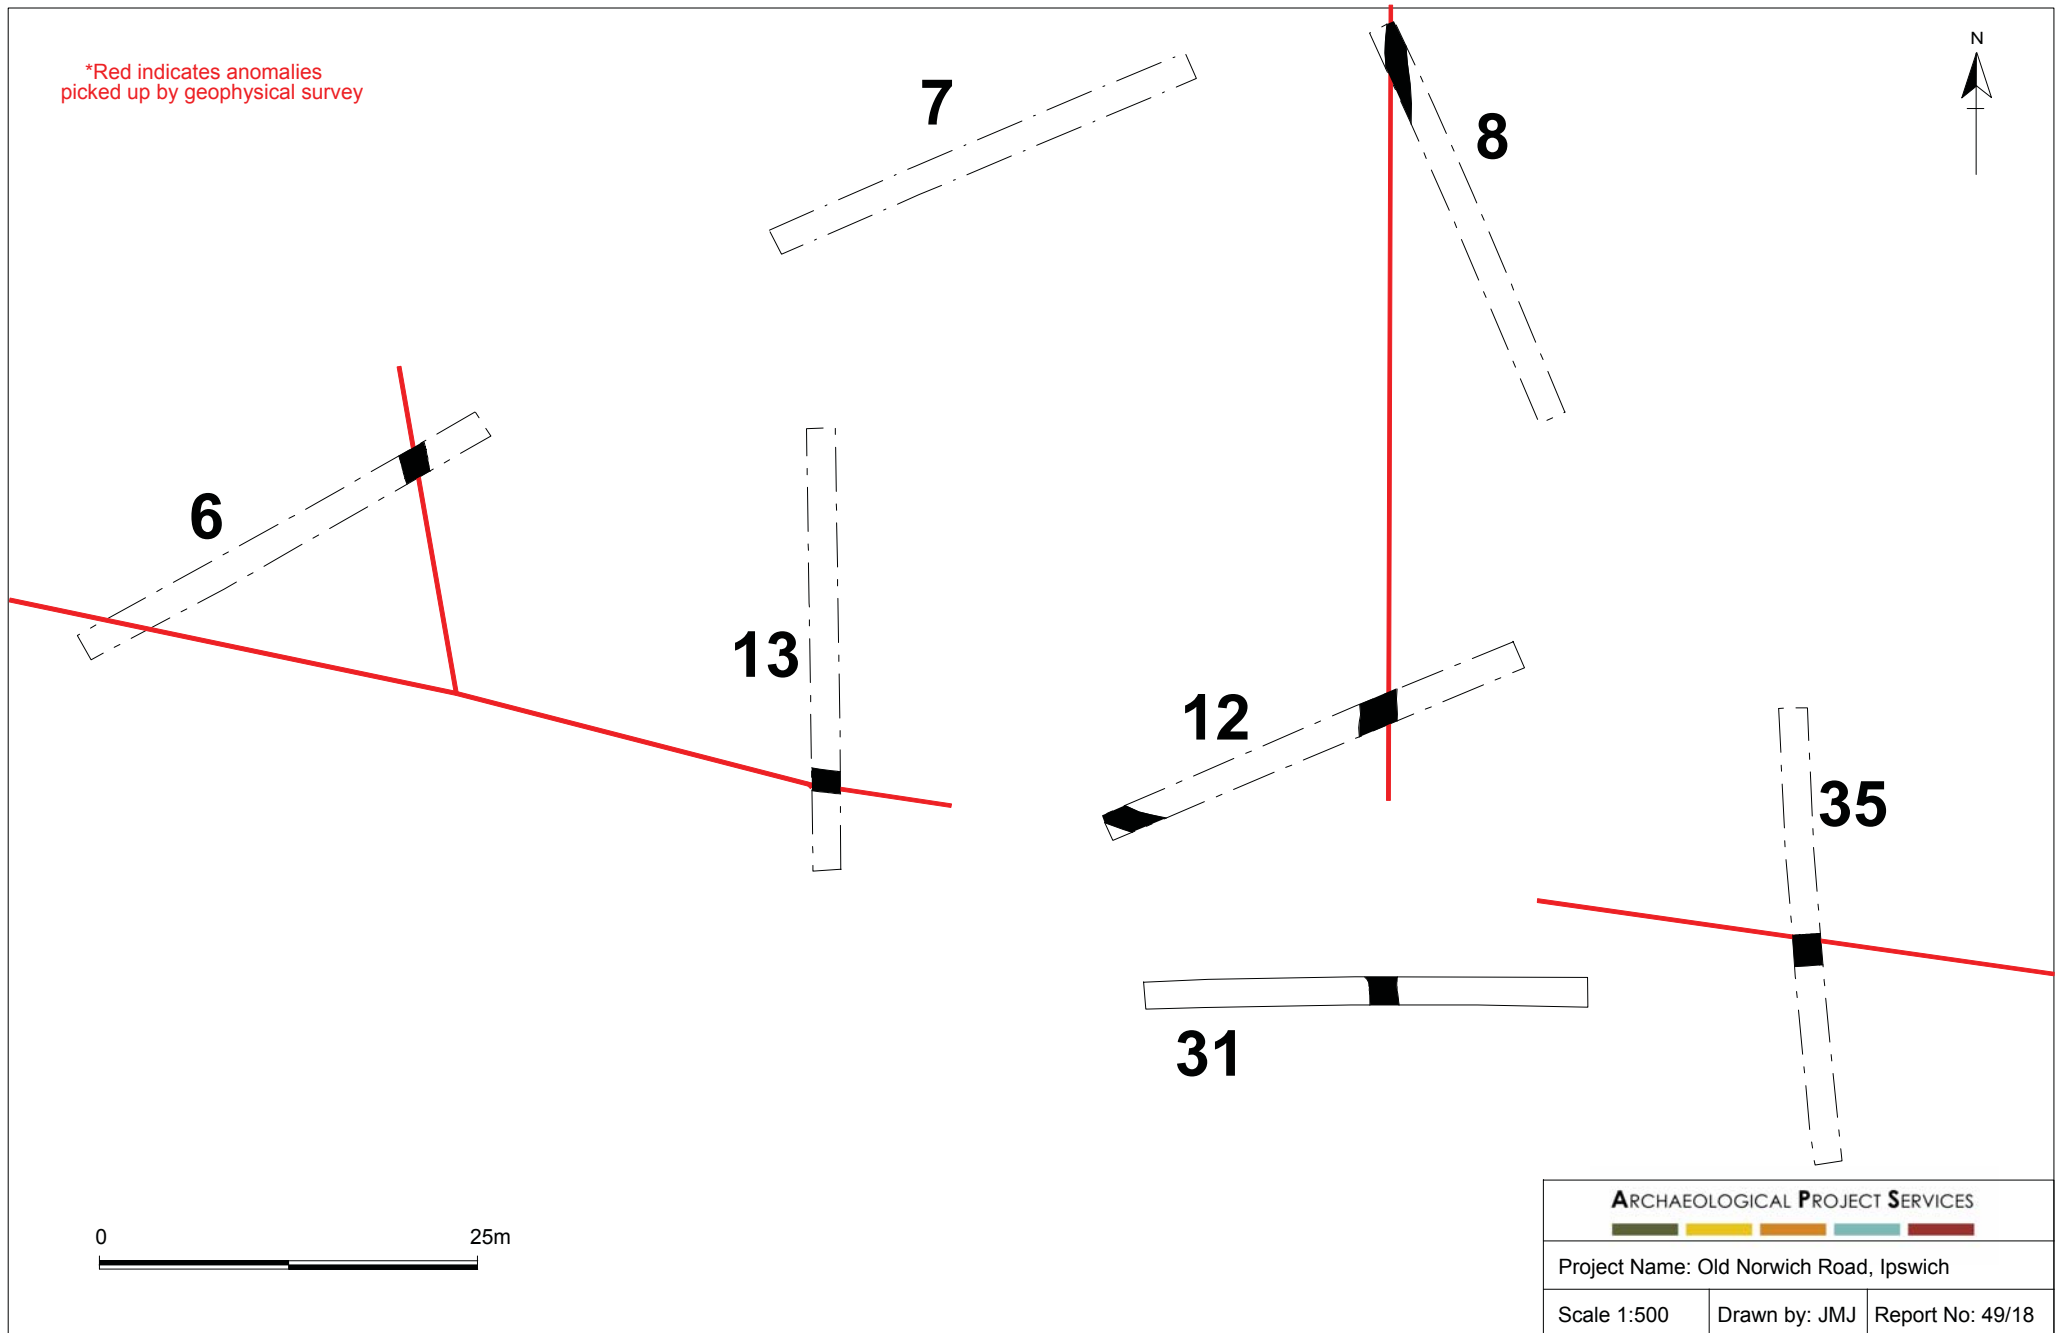 *Red indicates anomalies
picked up by geophysical survey
N
7
8
6
13
12
35
31
0 25m
ARCHAEOLOGICAL PROJECT SERVICES
Project Name: Old Norwich Road, Ipswich
Scale 1:500 Drawn by: JMJ Report No: 49/18